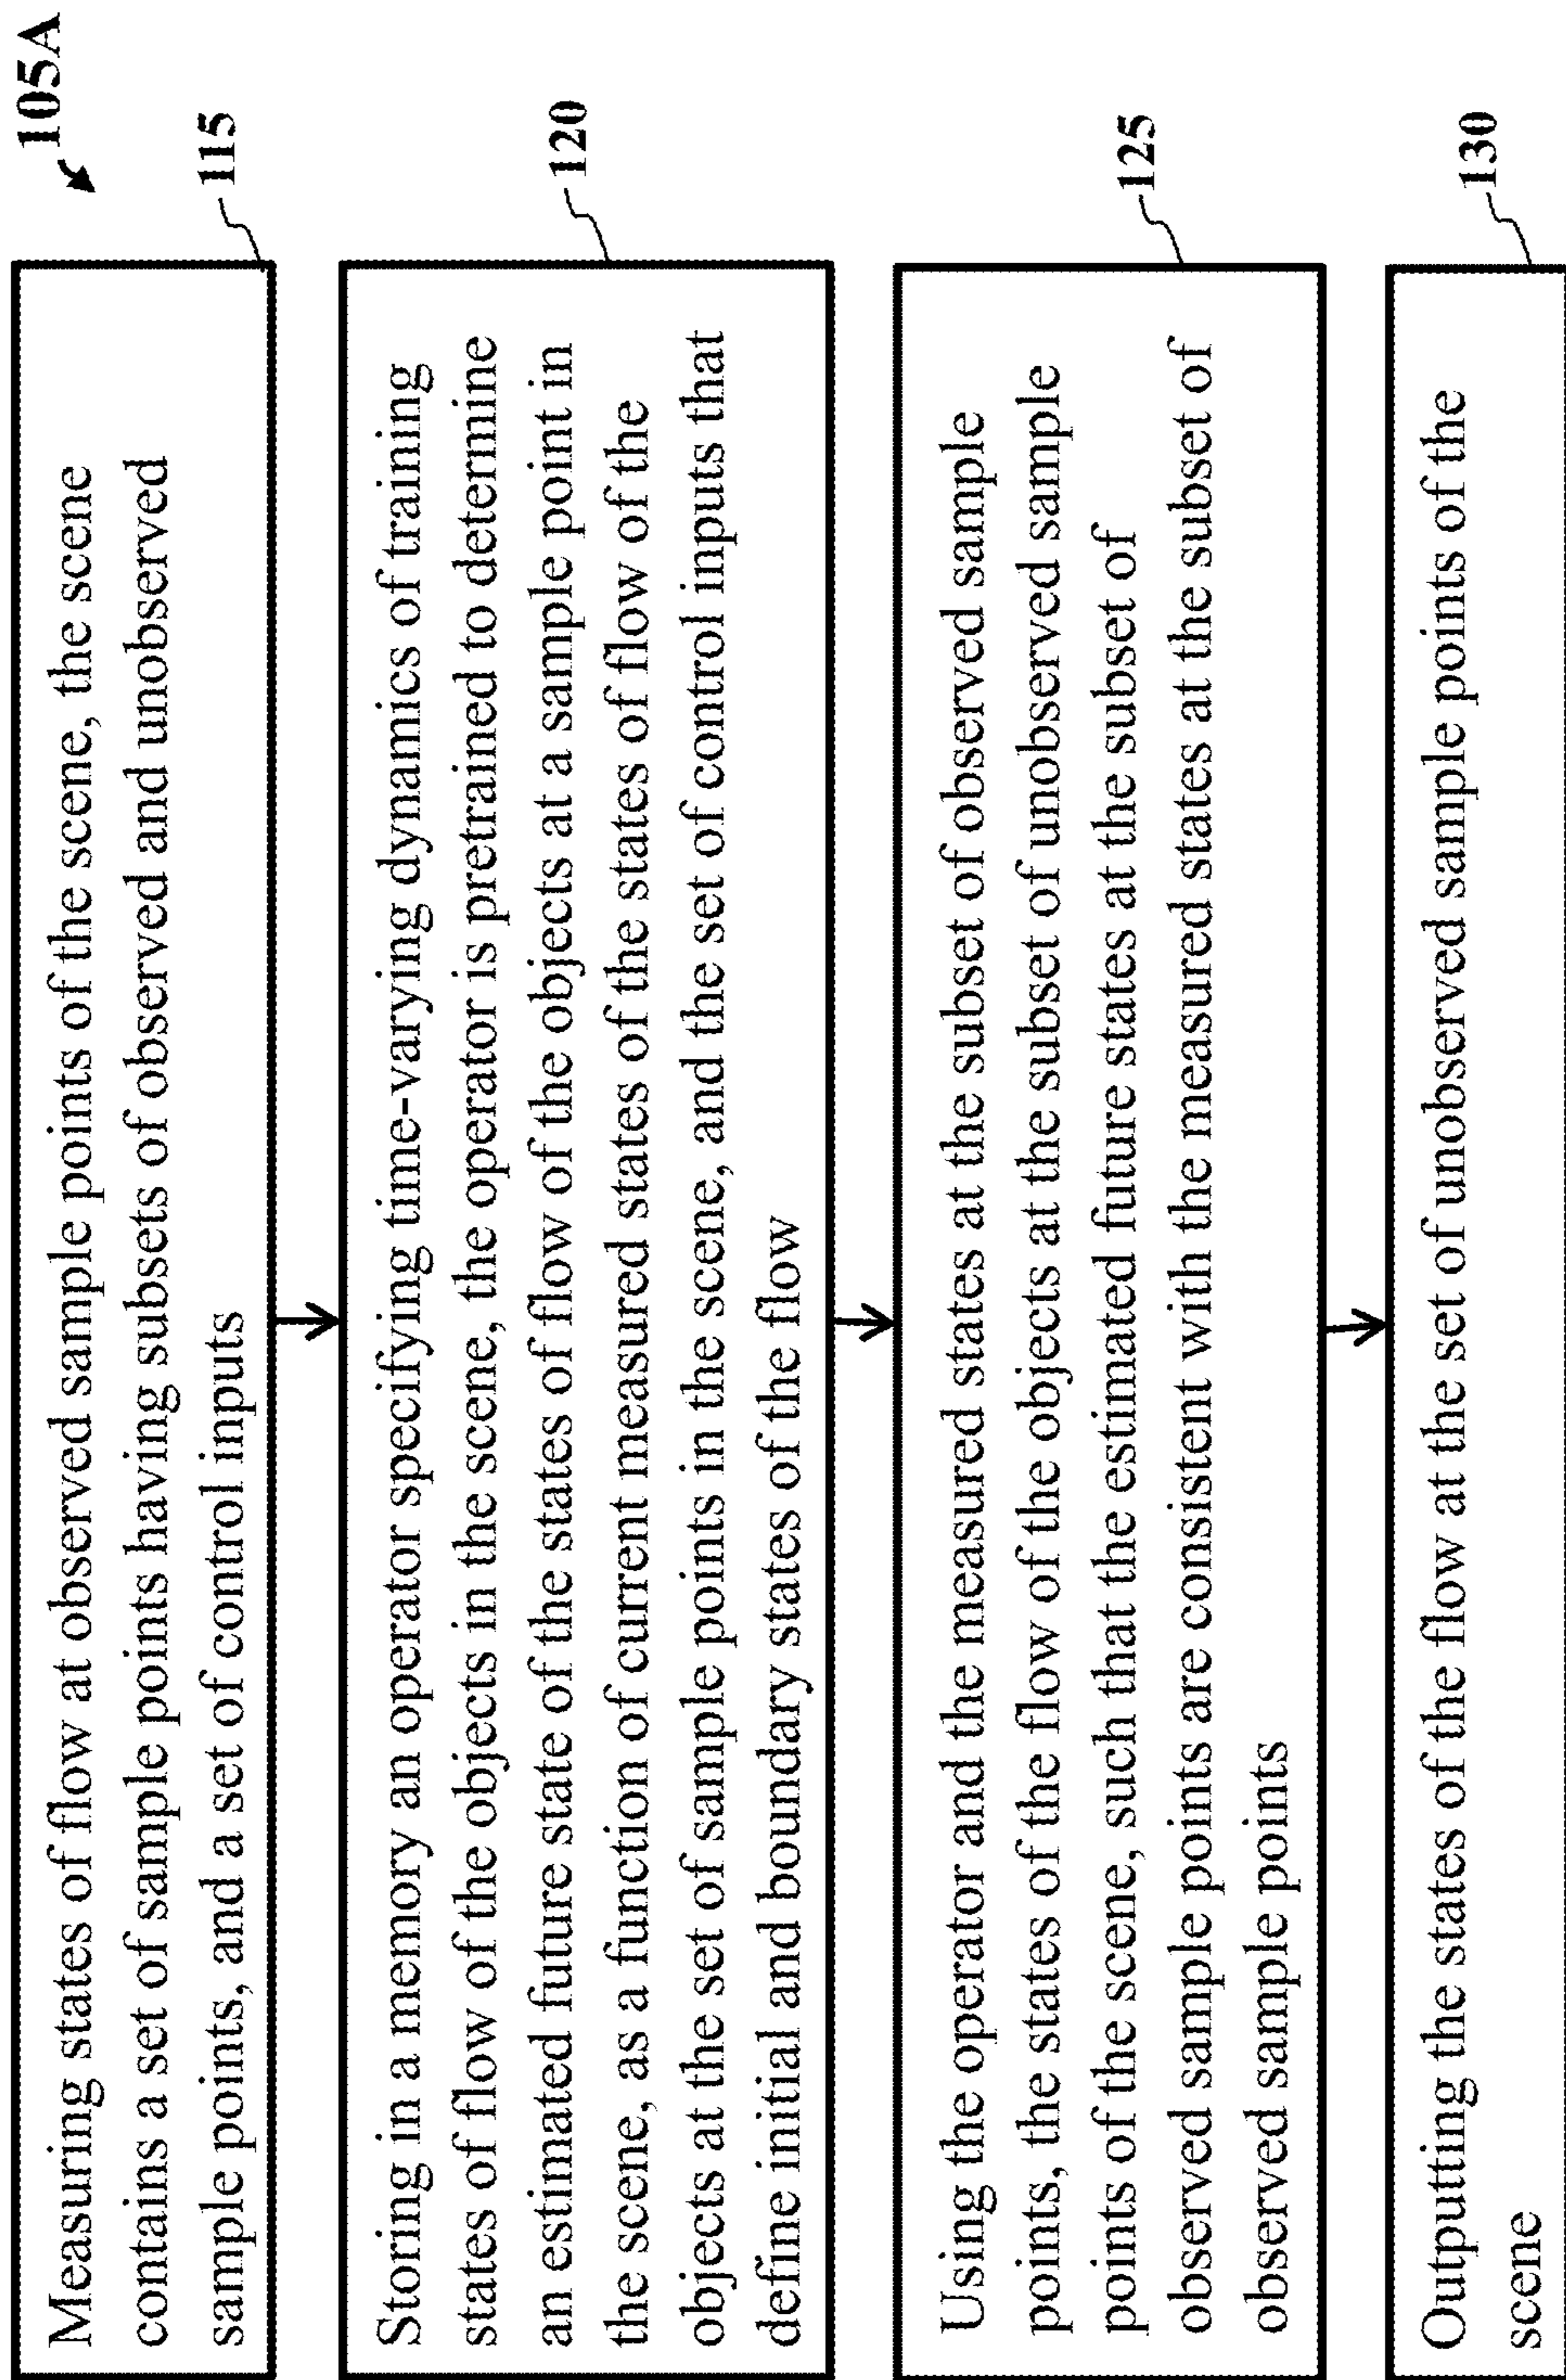 105A
Measuring states of flow at observed sample points of the scene, the scene
contains a set of sample points having subsets of observed and unobserved
sample points, and a set of control inputs
115
Storing in a memory an operator specifying time-varying dynamics of training
states of flow of the objects in the scene, the operator is pretrained to determine
an estimated future state of the states of flow of the objects at a sample point in
the scene, as a function of current measured states of the states of flow of the
objects at the set of sample points in the scene, and the set of control inputs that
define initial and boundary states of the flow
120
Using the operator and the measured states at the subset of observed sample
points, the states of the flow of the objects at the subset of unobserved sample
points of the scene, such that the estimated future states at the subset of
observed sample points are consistent with the measured states at the subset of
observed sample points
125
Outputting the states of the flow at the set of unobserved sample points of the
scene
130